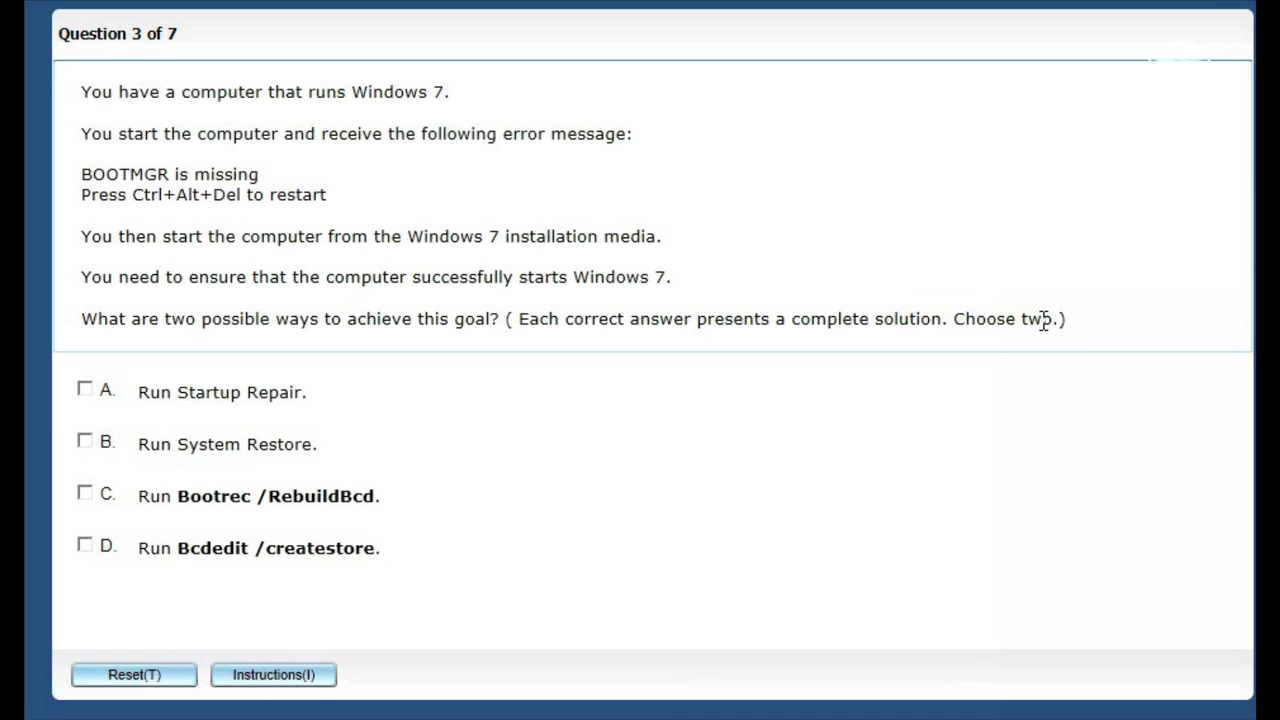 Question 3 of 7
You have a computer that runs Windows 7.
You start the computer and receive the following error message:
BOOTMGR is missing
Press Ctrl+Alt+Del to restart
You then start the computer from the Windows 7 installation media.
You need to ensure that the computer successfully starts Windows 7.
What are two possible ways to achieve this goal? ( Each correct answer presents a complete solution. Choose two.)
A. Run Startup Repair.
B. Run System Restore.
C. Run Bootrec /RebuildBcd.
D. Run Bcdedit /createstore.
Reset(T) Instructions(I)